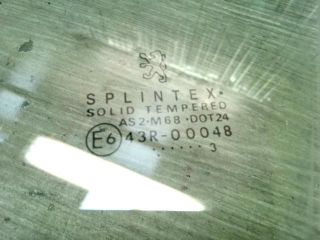 SPLINTEX·
SOLID TEMPERED
AS2·M68·DOT24
E6 43R-00048
······3